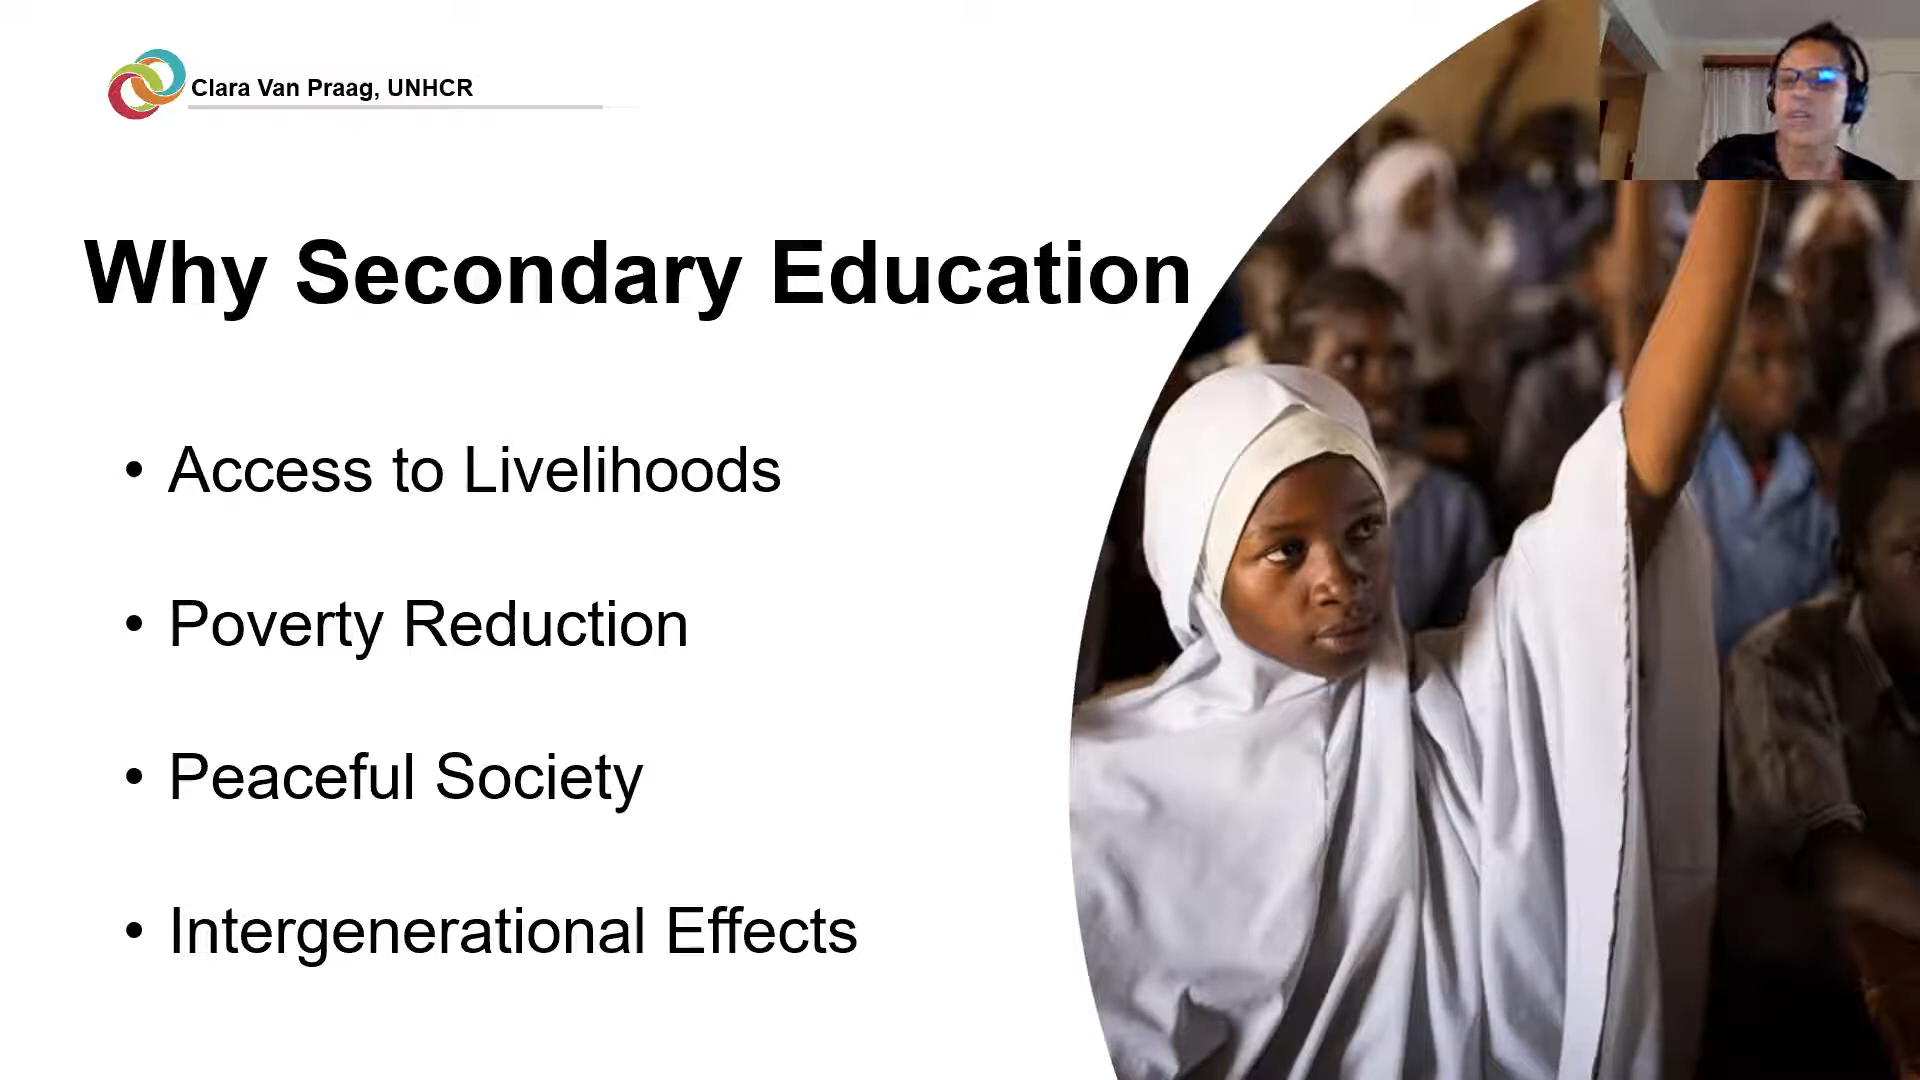 Clara Van Praag, UNHCR
Why Secondary Education
• Access to Livelihoods
• Poverty Reduction
• Peaceful Society
• Intergenerational Effects